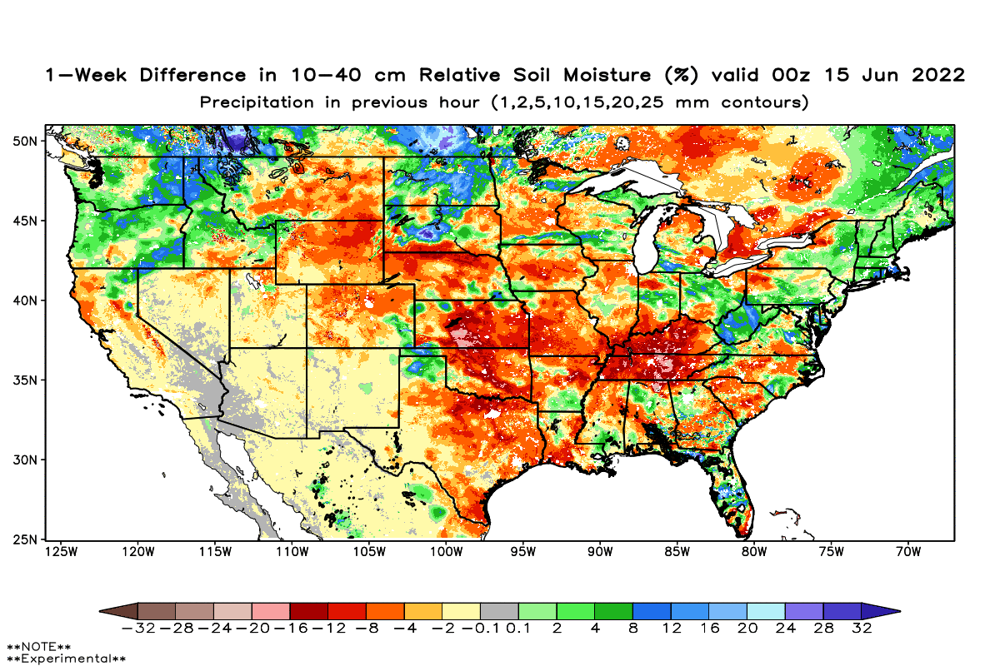 1-Week Difference in 10-40 cm Relative Soil Moisture (%) valid 00z 15 Jun 2022
Precipitation in previous hour (1,2,5,10,15,20,25 mm contours)
50N
45N
40N
35N
30N
25N
125W 120W 115W 110W 105W 100W 95W 90W 85W 80W 75W 70W
-32 -28 -24 -20 -16 -12 -8 -4 -2 -0.1 0.1 2 4 8 12 16 20 24 28 32
**NOTE**
**Experimental**